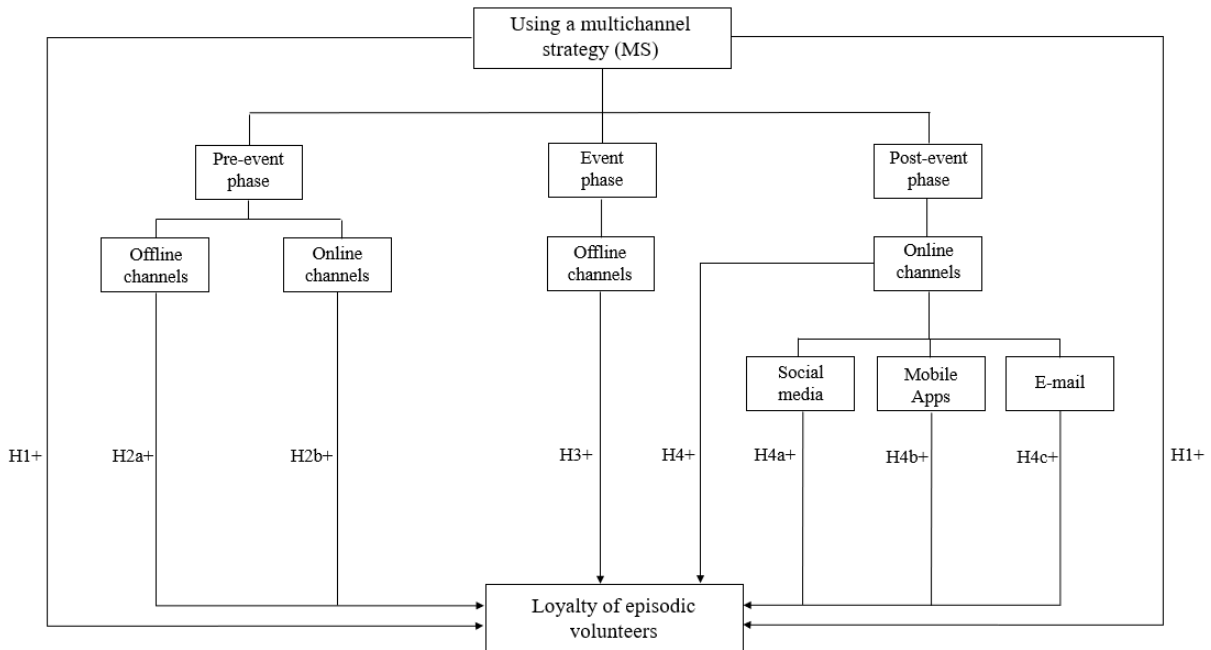 Using a multichannel
strategy (MS)
Pre-event
phase
Event
phase
Post-event
phase
Offline
channels
Online
channels
Offline
channels
Online
channels
Social
media
Mobile
Apps
E-mail
H1+
H2a+
H2b+
H3+
H4+
H4a+
H4b+
H4c+
H1+
Loyalty of episodic
volunteers